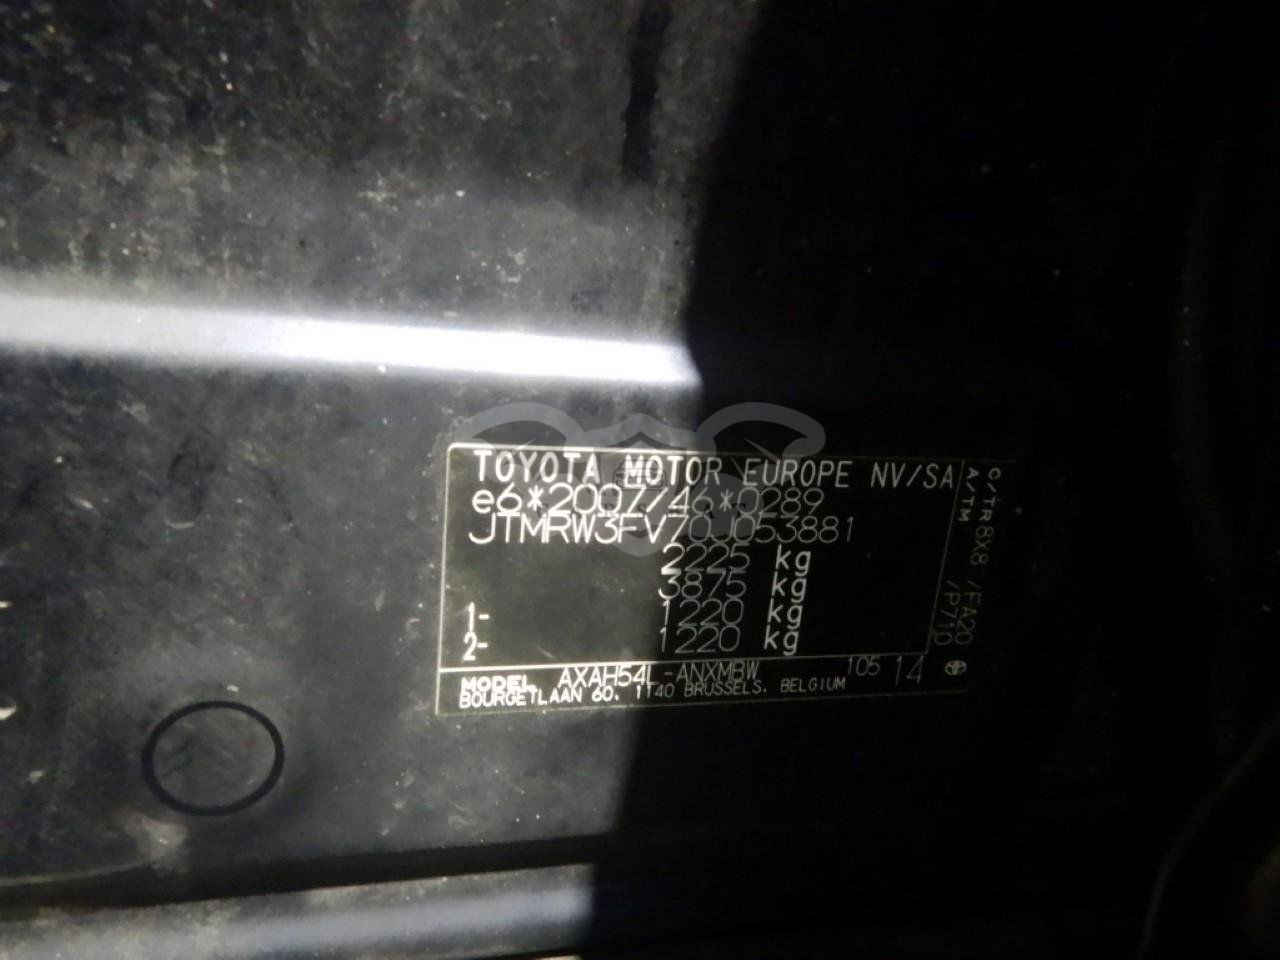 TOYOTA MOTOR EUROPE NV/SA
e6*2007/46*0289
JTMRW3FV70J053881
2225 kg
3875 kg
1- 1220 kg
2- 1220 kg
MODEL AXAH54L-ANXMBW 105 14
BOURGETLAAN 60, 1140 BRUSSELS, BELGIUM
C/TR 8X8 /FA20
A/TM /P710